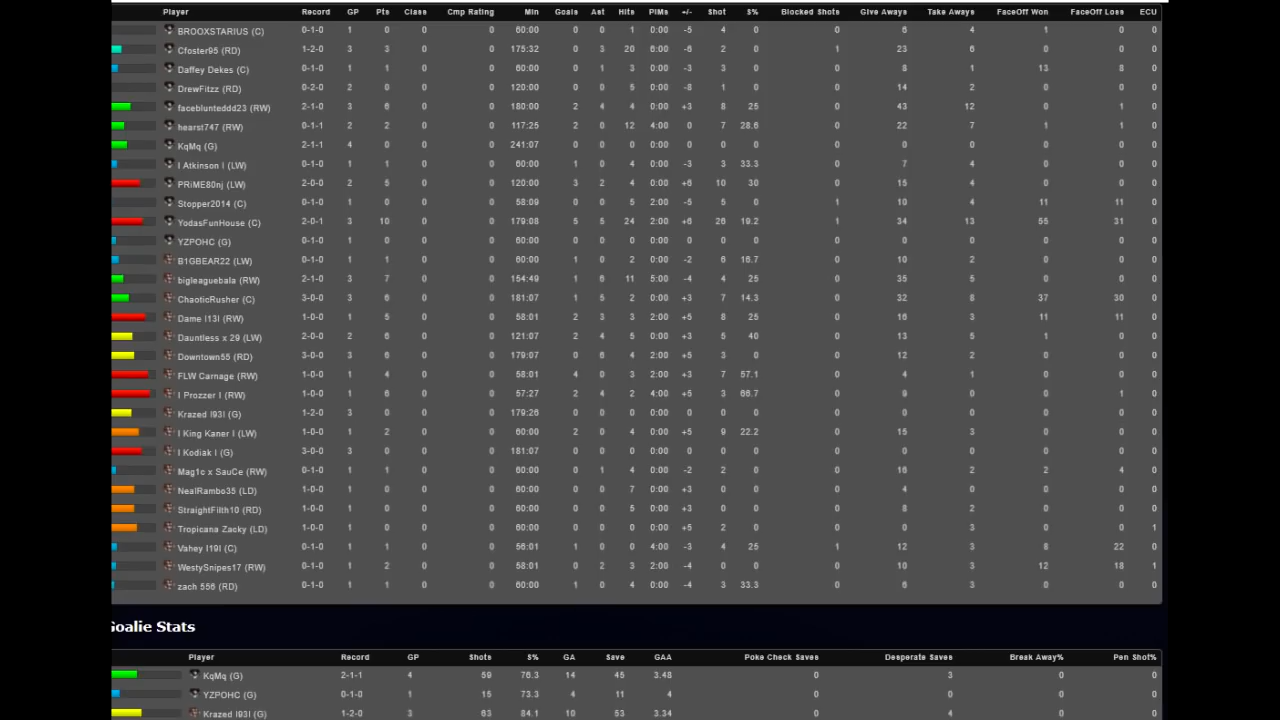 Player Record GP Pts Class Cmp Rating Min Goals Ast Hits PIMs +/- Shot S% Blocked Shots Give Aways Take Aways FaceOff Won FaceOff Loss ECU
BROOXSTARIUS (C) 0-1-0 1 0 0 0 60:00 0 0 0 0:00 -5 4 0 0 6 4 1 0 0
Cfoster95 (RD) 1-2-0 3 3 0 0 175:32 0 3 20 6:00 -6 2 0 1 23 6 0 0 0
Daffey Dekes (C) 0-1-0 1 1 0 0 60:00 0 1 3 0:00 -3 3 0 0 8 1 13 8 0
DrewFitzz (RD) 0-2-0 2 0 0 0 120:00 0 0 5 0:00 -8 1 0 0 14 2 0 0 0
faceblunteddd23 (RW) 2-1-0 3 6 0 0 180:00 2 4 4 0:00 +3 8 25 0 43 12 0 1 0
hearst747 (RW) 0-1-1 2 2 0 0 117:25 2 0 12 4:00 0 7 28.6 0 22 7 1 1 0
KqMq (G) 2-1-1 4 0 0 0 241:07 0 0 0 0:00 0 0 0 0 0 0 0 0 0
I Atkinson I (LW) 0-1-0 1 1 0 0 60:00 1 0 4 0:00 -3 3 33.3 0 7 4 0 0 0
PRiME80nj (LW) 2-0-0 2 5 0 0 120:00 3 2 4 0:00 +6 10 30 0 15 4 0 0 0
Stopper2014 (C) 0-1-0 1 0 0 0 58:09 0 0 5 2:00 -5 5 0 1 10 4 11 11 0
YodasFunHouse (C) 2-0-1 3 10 0 0 179:08 5 5 24 2:00 +6 26 19.2 1 34 13 55 31 0
YZPOHC (G) 0-1-0 1 0 0 0 60:00 0 0 0 0:00 0 0 0 0 0 0 0 0 0
B1GBEAR22 (LW) 0-1-0 1 1 0 0 60:00 1 0 2 0:00 -2 6 16.7 0 10 2 0 0 0
bigleaguebala (RW) 2-1-0 3 7 0 0 154:49 1 6 11 5:00 -4 4 25 0 35 5 0 0 0
ChaoticRusher (C) 3-0-0 3 6 0 0 181:07 1 5 2 0:00 +3 7 14.3 0 32 8 37 30 0
Dame I13I (RW) 1-0-0 1 5 0 0 58:01 2 3 3 2:00 +5 8 25 0 16 3 11 11 0
Dauntless x 29 (LW) 2-0-0 2 6 0 0 121:07 2 4 5 0:00 +3 5 40 0 13 5 1 0 0
Downtown55 (RD) 3-0-0 3 6 0 0 179:07 0 6 4 2:00 +5 3 0 0 12 2 0 0 0
FLW Carnage (RW) 1-0-0 1 4 0 0 58:01 4 0 3 2:00 +3 7 57.1 0 4 1 0 0 0
I Prozzer I (RW) 1-0-0 1 6 0 0 57:27 2 4 2 4:00 +5 3 66.7 0 9 0 0 1 0
Krazed I93I (G) 1-2-0 3 0 0 0 179:26 0 0 0 0:00 0 0 0 0 0 0 0 0 0
I King Kaner I (LW) 1-0-0 1 2 0 0 60:00 2 0 4 0:00 +5 9 22.2 0 15 3 0 0 0
I Kodiak I (G) 3-0-0 3 0 0 0 181:07 0 0 0 0:00 0 0 0 0 0 0 0 0 0
Mag1c x SauCe (RW) 0-1-0 1 1 0 0 60:00 0 1 4 0:00 -2 2 0 0 16 2 2 4 0
NealRambo35 (LD) 1-0-0 1 0 0 0 60:00 0 0 7 0:00 +3 0 0 0 4 0 0 0 0
StraightFilth10 (RD) 1-0-0 1 0 0 0 60:00 0 0 5 0:00 +3 0 0 0 8 2 0 0 0
Tropicana Zacky (LD) 1-0-0 1 0 0 0 60:00 0 0 0 0:00 +5 2 0 0 0 3 0 0 1
Vahey I19I (C) 0-1-0 1 1 0 0 56:01 1 0 0 4:00 -3 4 25 1 12 3 8 22 0
WestySnipes17 (RW) 0-1-0 1 2 0 0 58:01 0 2 3 2:00 -4 0 0 0 10 3 12 18 1
zach 556 (RD) 0-1-0 1 1 0 0 60:00 1 0 4 0:00 -4 3 33.3 0 6 3 0 0 0
Goalie Stats
Player Record GP Shots S% GA Save GAA Poke Check Saves Desperate Saves Break Away% Pen Shot%
KqMq (G) 2-1-1 4 59 76.3 14 45 3.48 0 3 0 0
YZPOHC (G) 0-1-0 1 15 73.3 4 11 4 0 0 0 0
Krazed I93I (G) 1-2-0 3 63 84.1 10 53 3.34 0 4 0 0